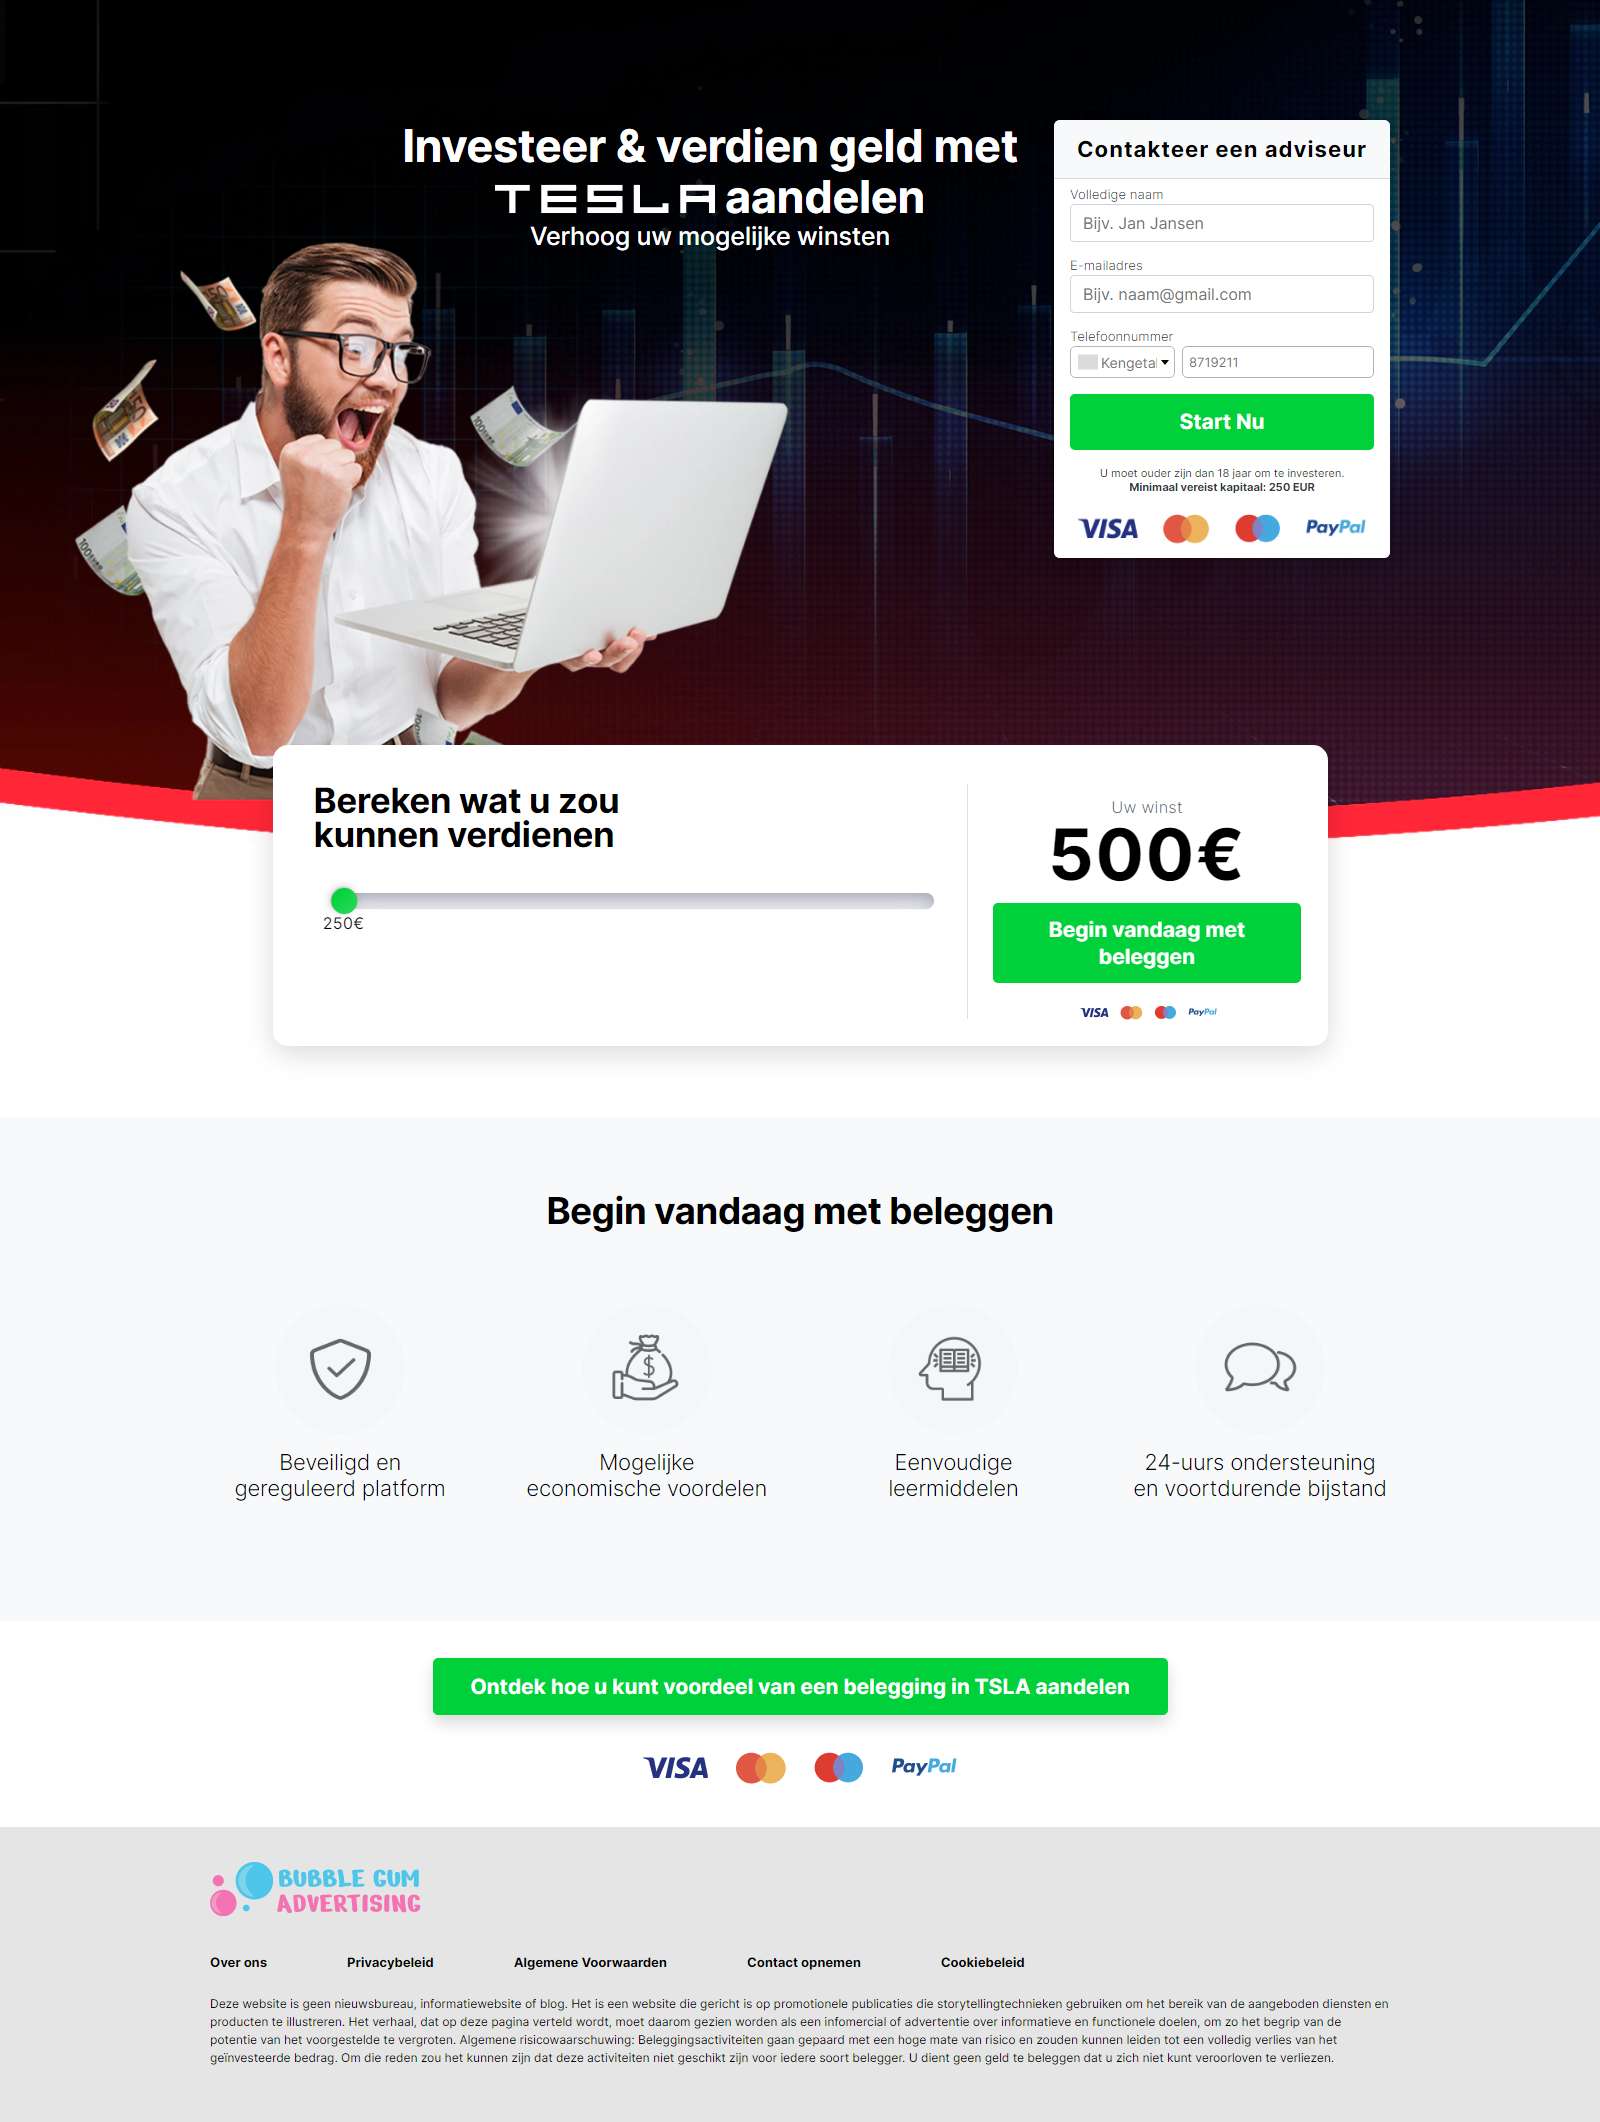 Investeer & verdien geld met
TESLA aandelen
Verhoog uw mogelijke winsten
Contakteer een adviseur
Volledige naam
Bijv. Jan Jansen
E-mailadres
Bijv. naam@gmail.com
Telefoonnummer
Kengetal 8719211
Start Nu
U moet ouder zijn dan 18 jaar om te investeren.
Minimaal vereist kapitaal: 250 EUR
VISA PayPal
Bereken wat u zou
kunnen verdienen
250€
Uw winst
500€
Begin vandaag met
beleggen
VISA PayPal
Begin vandaag met beleggen
Beveiligd en
gereguleerd platform
Mogelijke
economische voordelen
Eenvoudige
leermiddelen
24-uurs ondersteuning
en voortdurende bijstand
Ontdek hoe u kunt voordeel van een belegging in TSLA aandelen
VISA PayPal
BUBBLE GUM
ADVERTISING
Over ons Privacybeleid Algemene Voorwaarden Contact opnemen Cookiebeleid
Deze website is geen nieuwsbureau, informatiewebsite of blog. Het is een website die gericht is op promotionele publicaties die storytellingtechnieken gebruiken om het bereik van de aangeboden diensten en
producten te illustreren. Het verhaal, dat op deze pagina verteld wordt, moet daarom gezien worden als een infomercial of advertentie over informatieve en functionele doelen, om zo het begrip van de
potentie van het voorgestelde te vergroten. Algemene risicowaarschuwing: Beleggingsactiviteiten gaan gepaard met een hoge mate van risico en zouden kunnen leiden tot een volledig verlies van het
geïnvesteerde bedrag. Om die reden zou het kunnen zijn dat deze activiteiten niet geschikt zijn voor iedere soort belegger. U dient geen geld te beleggen dat u zich niet kunt veroorloven te verliezen.